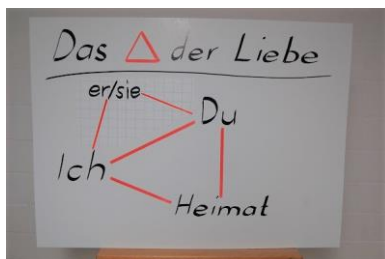 Das △ der Liebe
er/sie
Du
Ich
Heimat